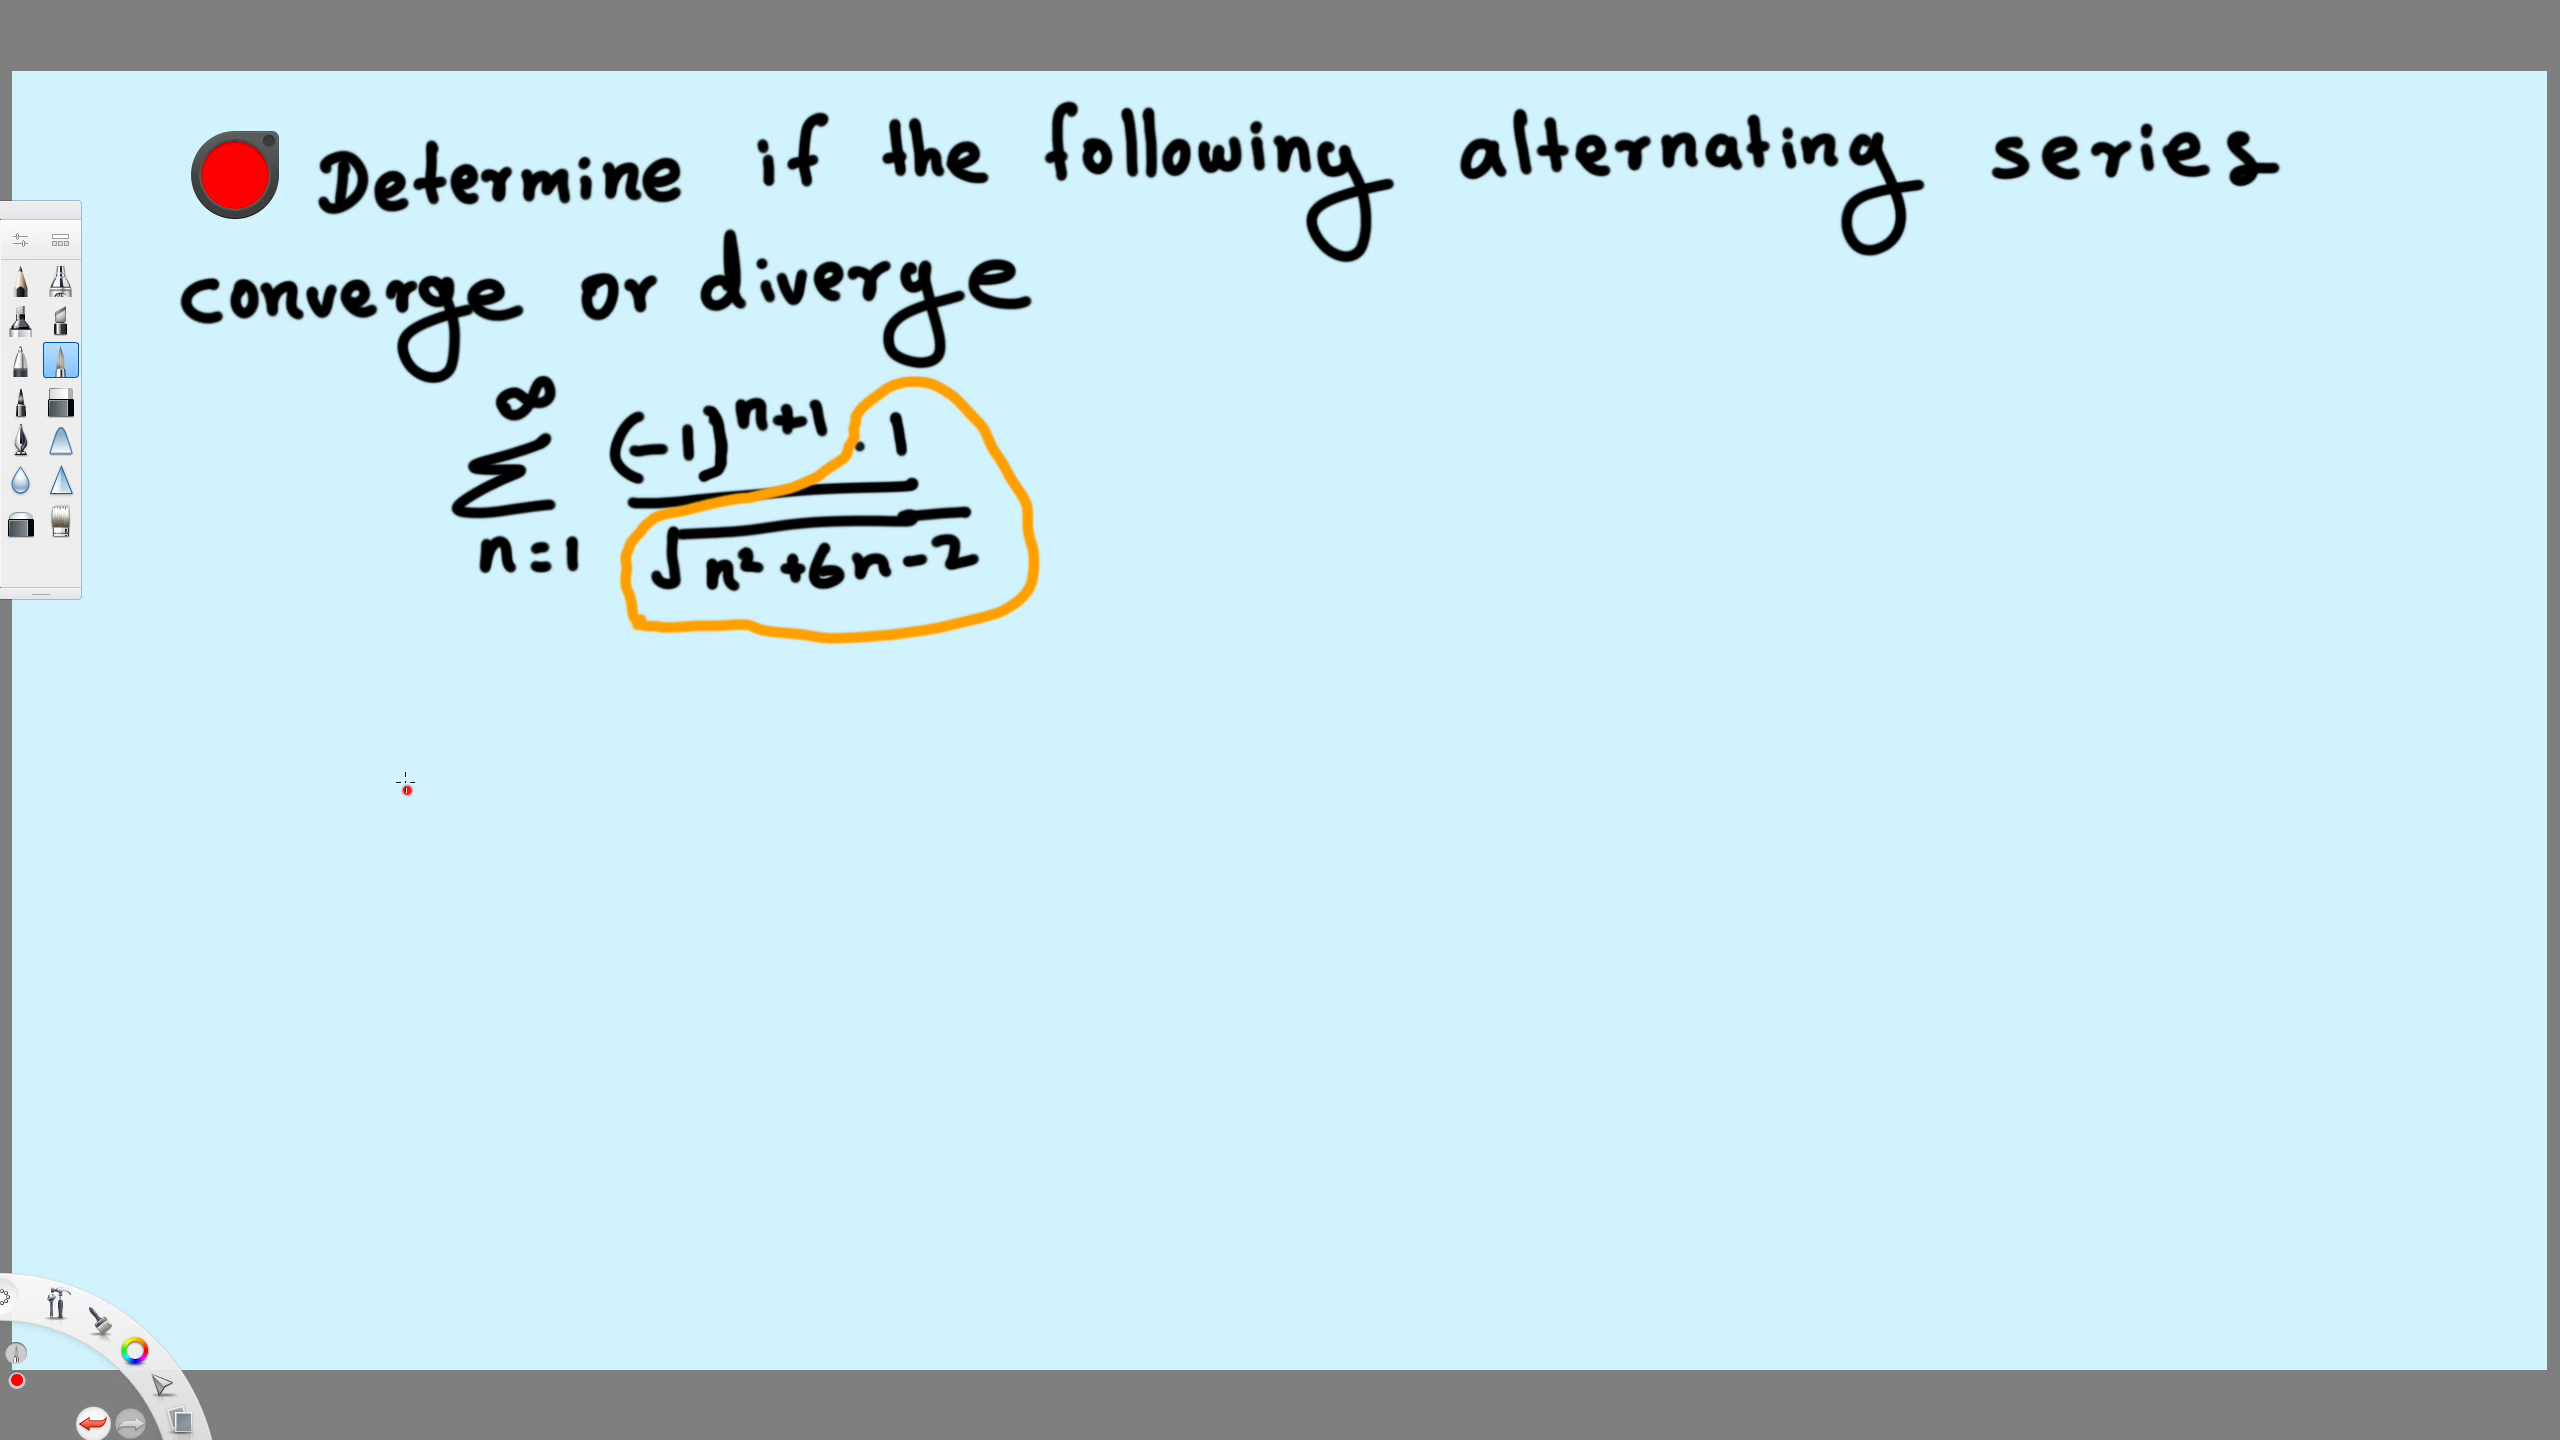 Determine if the following alternating series
converge or diverge
∞
Σ (-1)^{n+1} · 1
n=1 √n²+6n-2